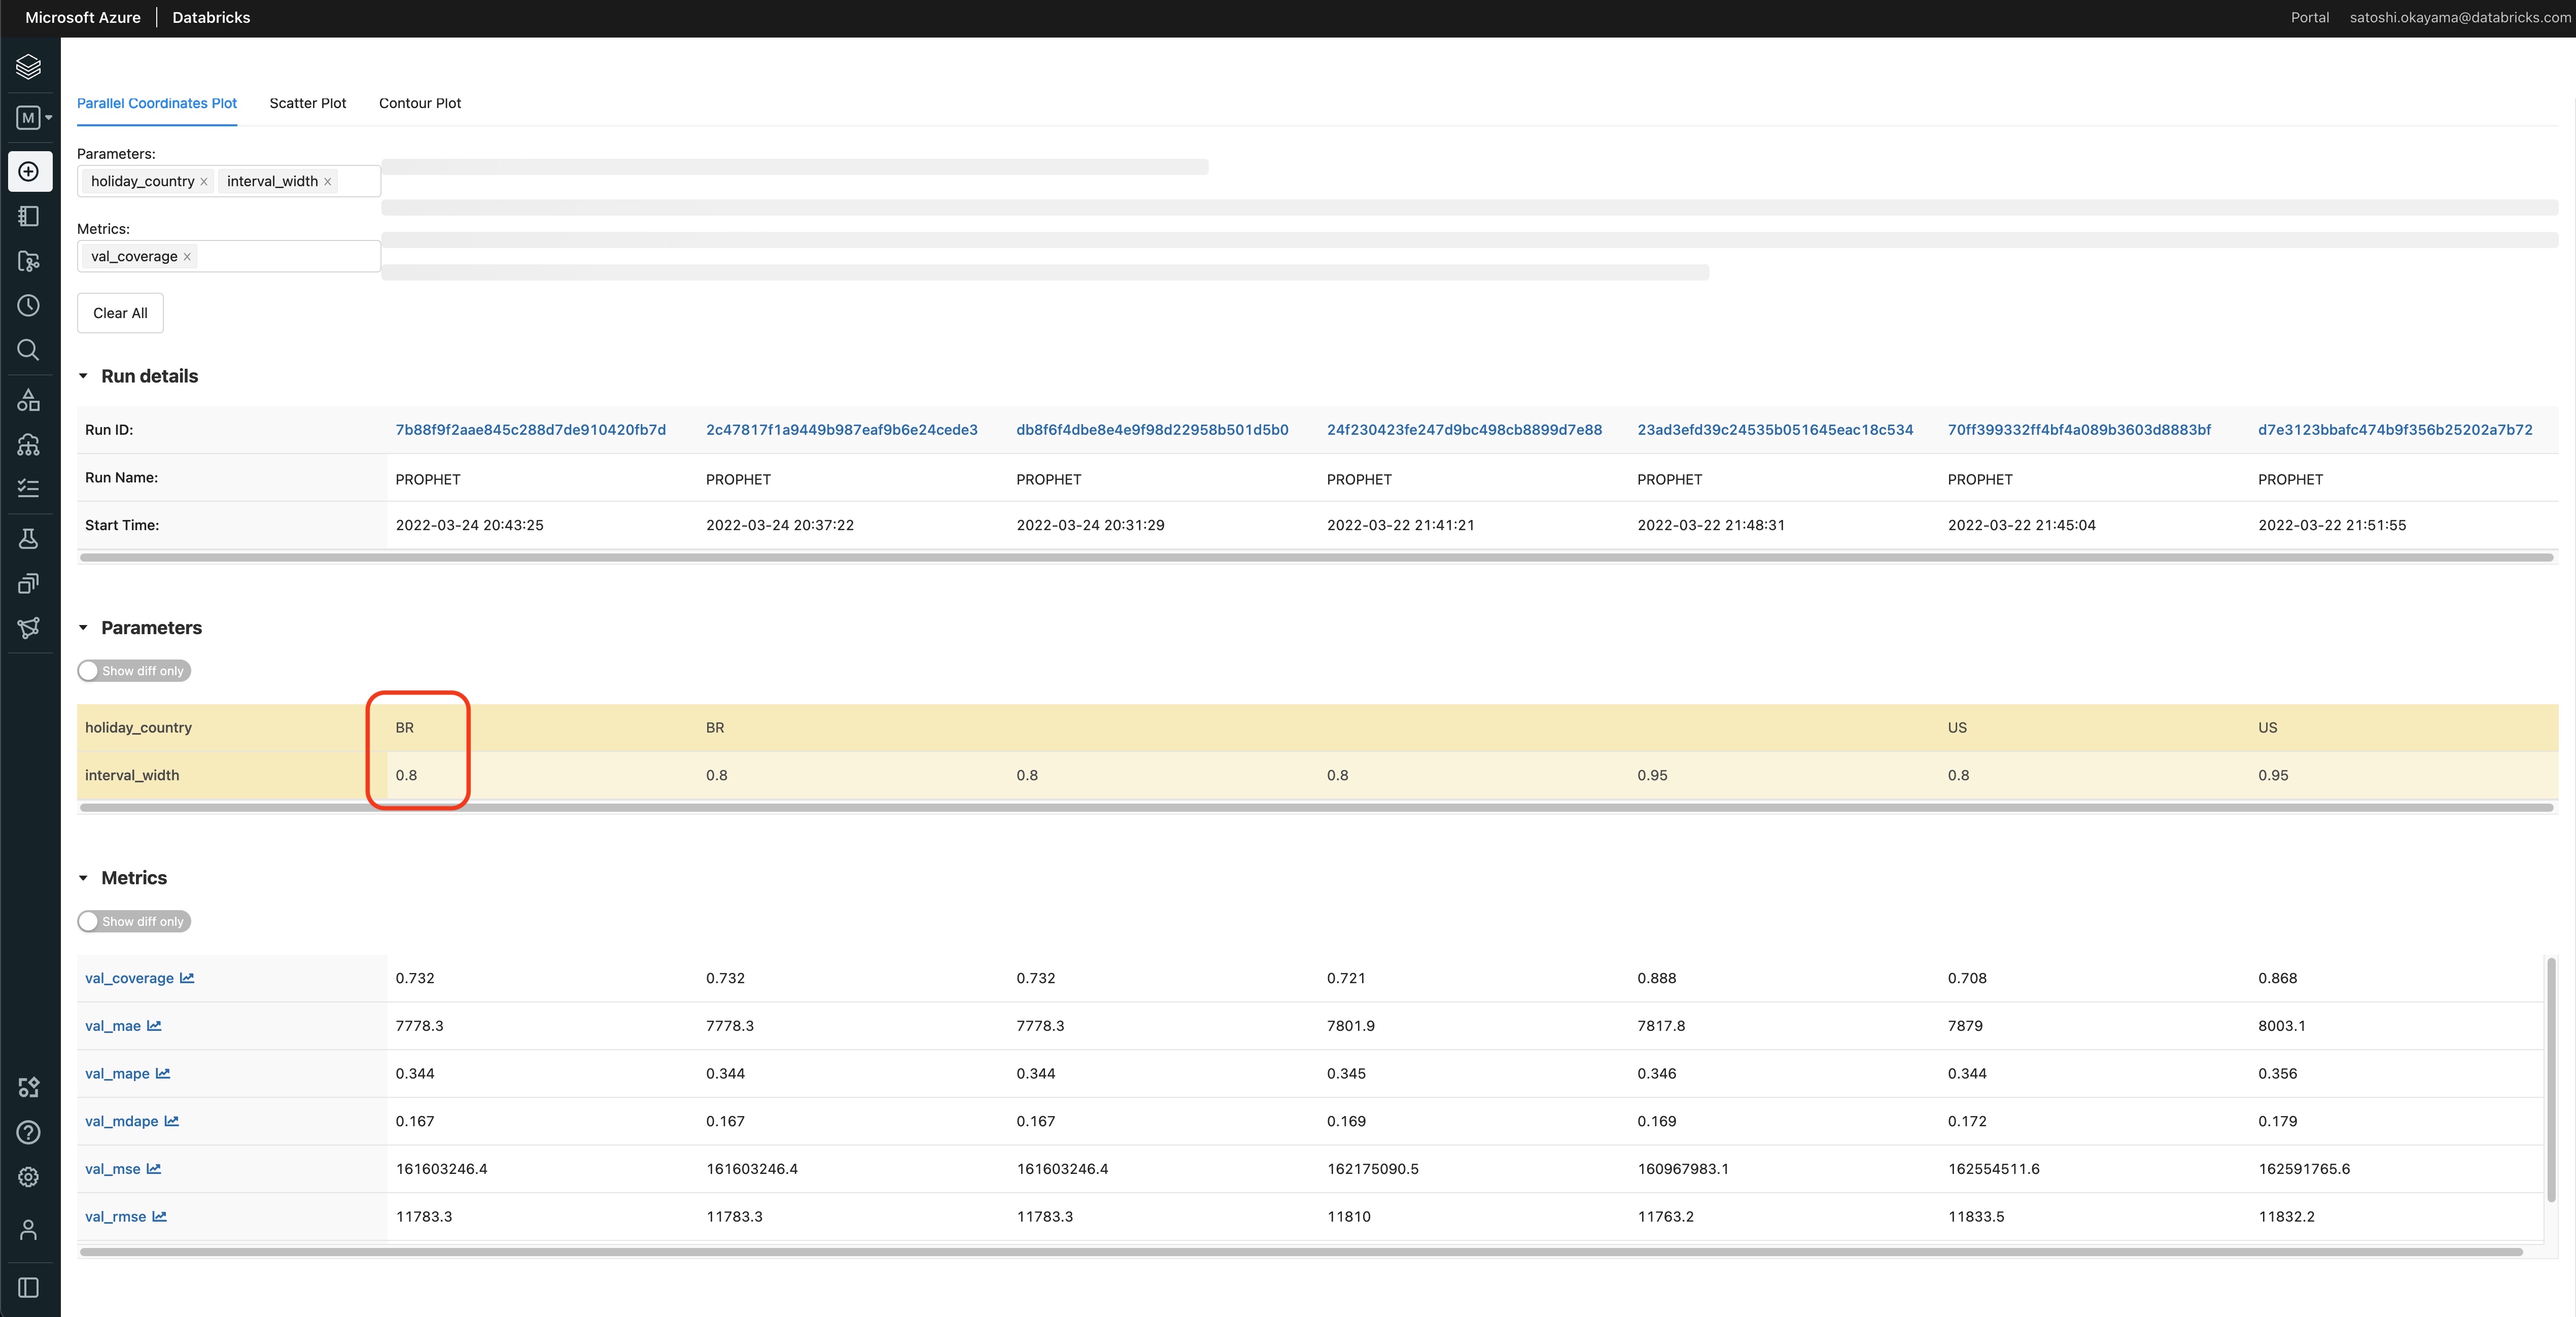 Microsoft Azure | Databricks Portal satoshi.okayama@databricks.com
M
Parallel Coordinates Plot Scatter Plot Contour Plot
Parameters:
holiday_country × interval_width ×
Metrics:
val_coverage ×
Clear All
Run details
Run ID: 7b88f9f2aae845c288d7de910420fb7d 2c47817f1a9449b987eaf9b6e24cede3 db8f6f4dbe8e4e9f98d22958b501d5b0 24f230423fe247d9bc498cb8899d7e88 23ad3efd39c24535b051645eac18c534 70ff399332ff4bf4a089b3603d8883bf d7e3123bbafc474b9f356b25202a7b72
Run Name: PROPHET PROPHET PROPHET PROPHET PROPHET PROPHET PROPHET
Start Time: 2022-03-24 20:43:25 2022-03-24 20:37:22 2022-03-24 20:31:29 2022-03-22 21:41:21 2022-03-22 21:48:31 2022-03-22 21:45:04 2022-03-22 21:51:55
Parameters
Show diff only
holiday_country BR BR US US
interval_width 0.8 0.8 0.8 0.8 0.95 0.8 0.95
Metrics
Show diff only
val_coverage 0.732 0.732 0.732 0.721 0.888 0.708 0.868
val_mae 7778.3 7778.3 7778.3 7801.9 7817.8 7879 8003.1
val_mape 0.344 0.344 0.344 0.345 0.346 0.344 0.356
val_mdape 0.167 0.167 0.167 0.169 0.169 0.172 0.179
val_mse 161603246.4 161603246.4 161603246.4 162175090.5 160967983.1 162554511.6 162591765.6
val_rmse 11783.3 11783.3 11783.3 11810 11763.2 11833.5 11832.2